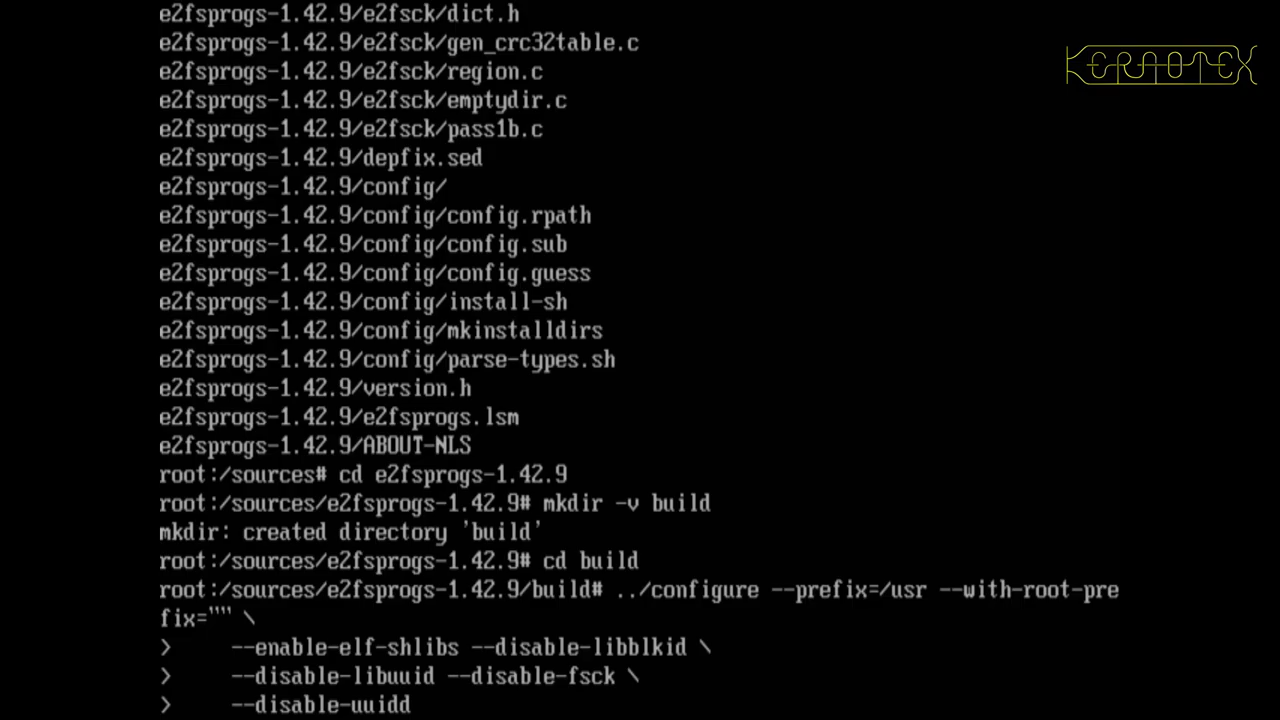 e2fsprogs-1.42.9/e2fsck/dict.h
e2fsprogs-1.42.9/e2fsck/gen_crc32table.c
e2fsprogs-1.42.9/e2fsck/region.c
e2fsprogs-1.42.9/e2fsck/emptydir.c
e2fsprogs-1.42.9/e2fsck/pass1b.c
e2fsprogs-1.42.9/depfix.sed
e2fsprogs-1.42.9/config/
e2fsprogs-1.42.9/config/config.rpath
e2fsprogs-1.42.9/config/config.sub
e2fsprogs-1.42.9/config/config.guess
e2fsprogs-1.42.9/config/install-sh
e2fsprogs-1.42.9/config/mkinstalldirs
e2fsprogs-1.42.9/config/parse-types.sh
e2fsprogs-1.42.9/version.h
e2fsprogs-1.42.9/e2fsprogs.lsm
e2fsprogs-1.42.9/ABOUT-NLS
root:/sources# cd e2fsprogs-1.42.9
root:/sources/e2fsprogs-1.42.9# mkdir -v build
mkdir: created directory 'build'
root:/sources/e2fsprogs-1.42.9# cd build
root:/sources/e2fsprogs-1.42.9/build# ../configure --prefix=/usr --with-root-pre
fix="" \
>     --enable-elf-shlibs --disable-libblkid \
>     --disable-libuuid --disable-fsck \
>     --disable-uuidd
KERNOTEX